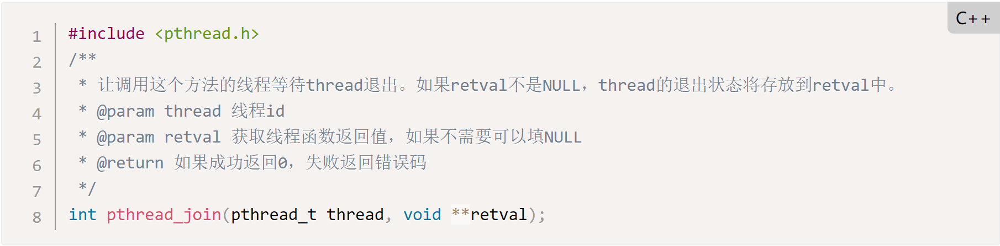 C++
1 #include <pthread.h>
2 /**
3  * 让调用这个方法的线程等待thread退出。如果retval不是NULL，thread的退出状态将存放到retval中。
4  * @param thread 线程id
5  * @param retval 获取线程函数返回值，如果不需要可以填NULL
6  * @return 如果成功返回0，失败返回错误码
7  */
8 int pthread_join(pthread_t thread, void **retval);